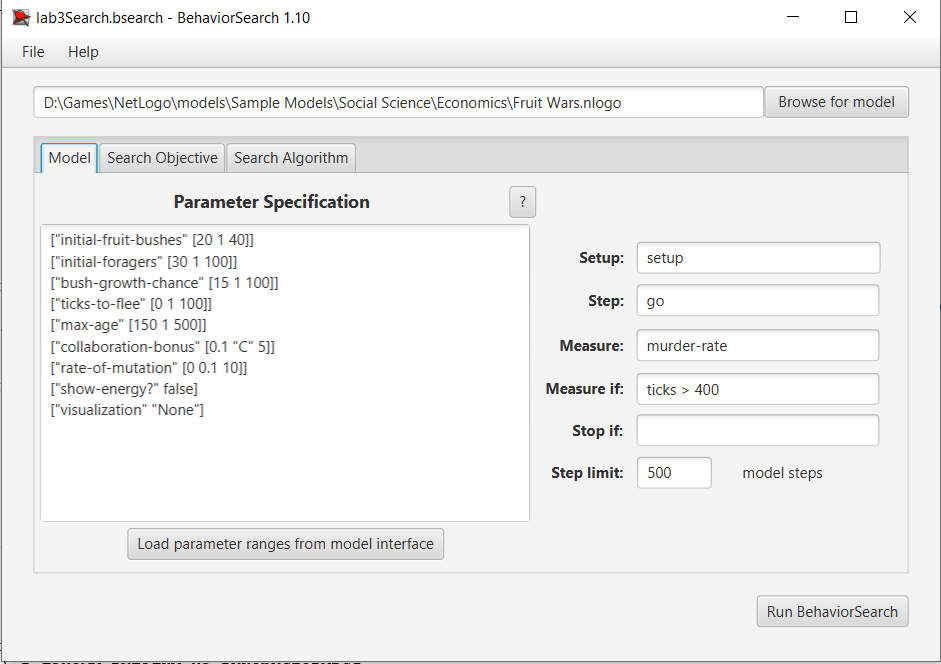 lab3Search.bsearch - BehaviorSearch 1.10
File Help
D:\Games\NetLogo\models\Sample Models\Social Science\Economics\Fruit Wars.nlogo
Browse for model
Model Search Objective Search Algorithm
Parameter Specification ?
["initial-fruit-bushes" [20 1 40]]
["initial-foragers" [30 1 100]]
["bush-growth-chance" [15 1 100]]
["ticks-to-flee" [0 1 100]]
["max-age" [150 1 500]]
["collaboration-bonus" [0.1 "C" 5]]
["rate-of-mutation" [0 0.1 10]]
["show-energy?" false]
["visualization" "None"]
Load parameter ranges from model interface
Setup: setup
Step: go
Measure: murder-rate
Measure if: ticks > 400
Stop if:
Step limit: 500 model steps
Run BehaviorSearch